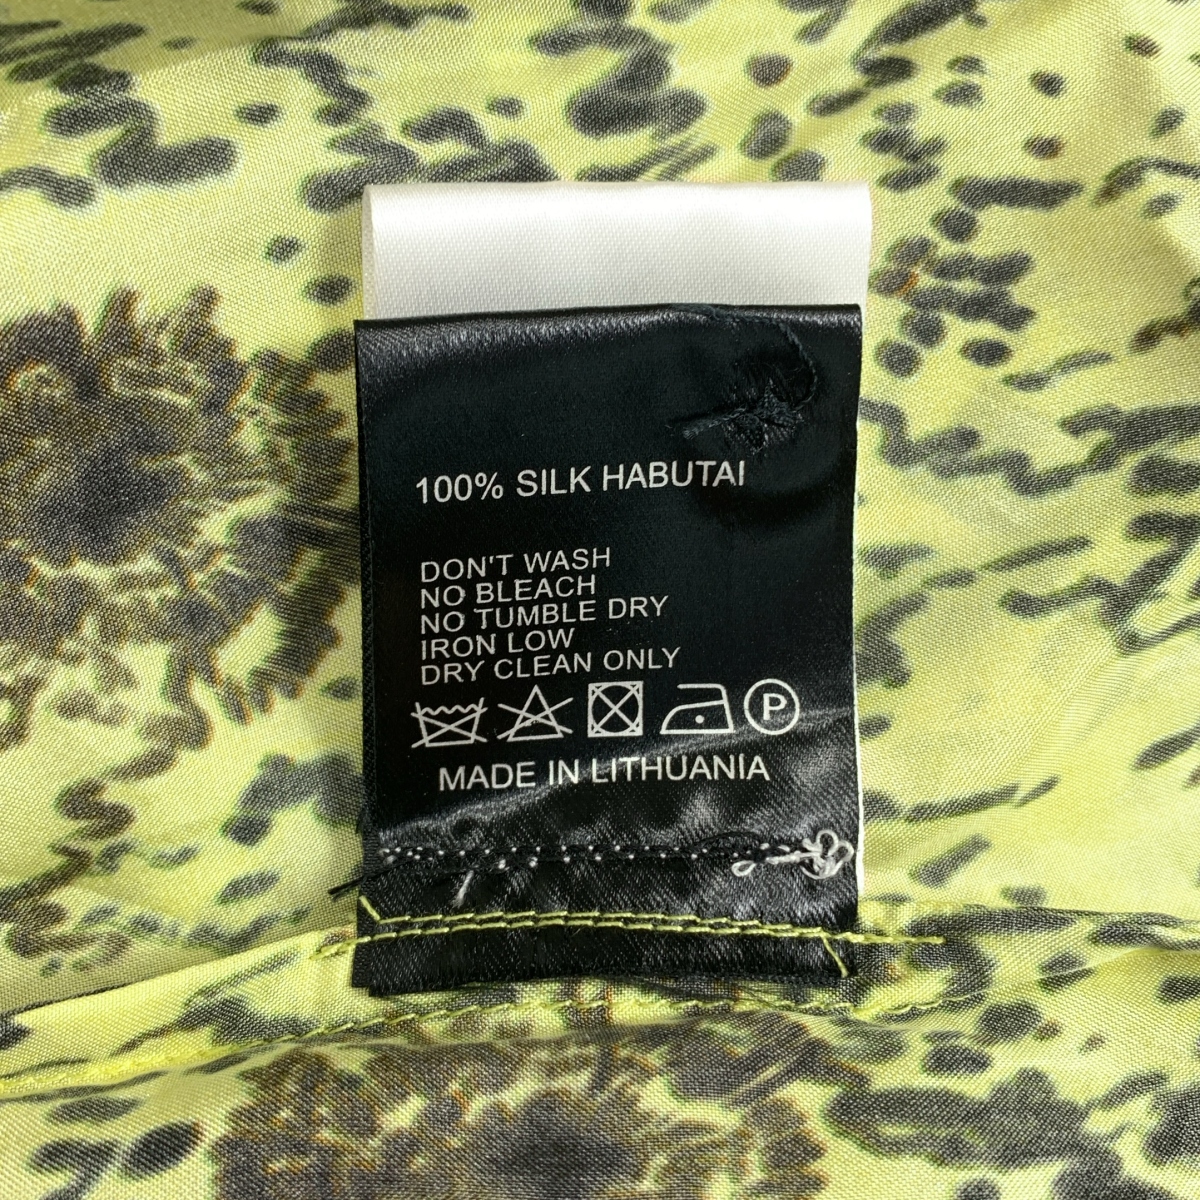 100% SILK HABUTAI
DON'T WASH
NO BLEACH
NO TUMBLE DRY
IRON LOW
DRY CLEAN ONLY
P
MADE IN LITHUANIA